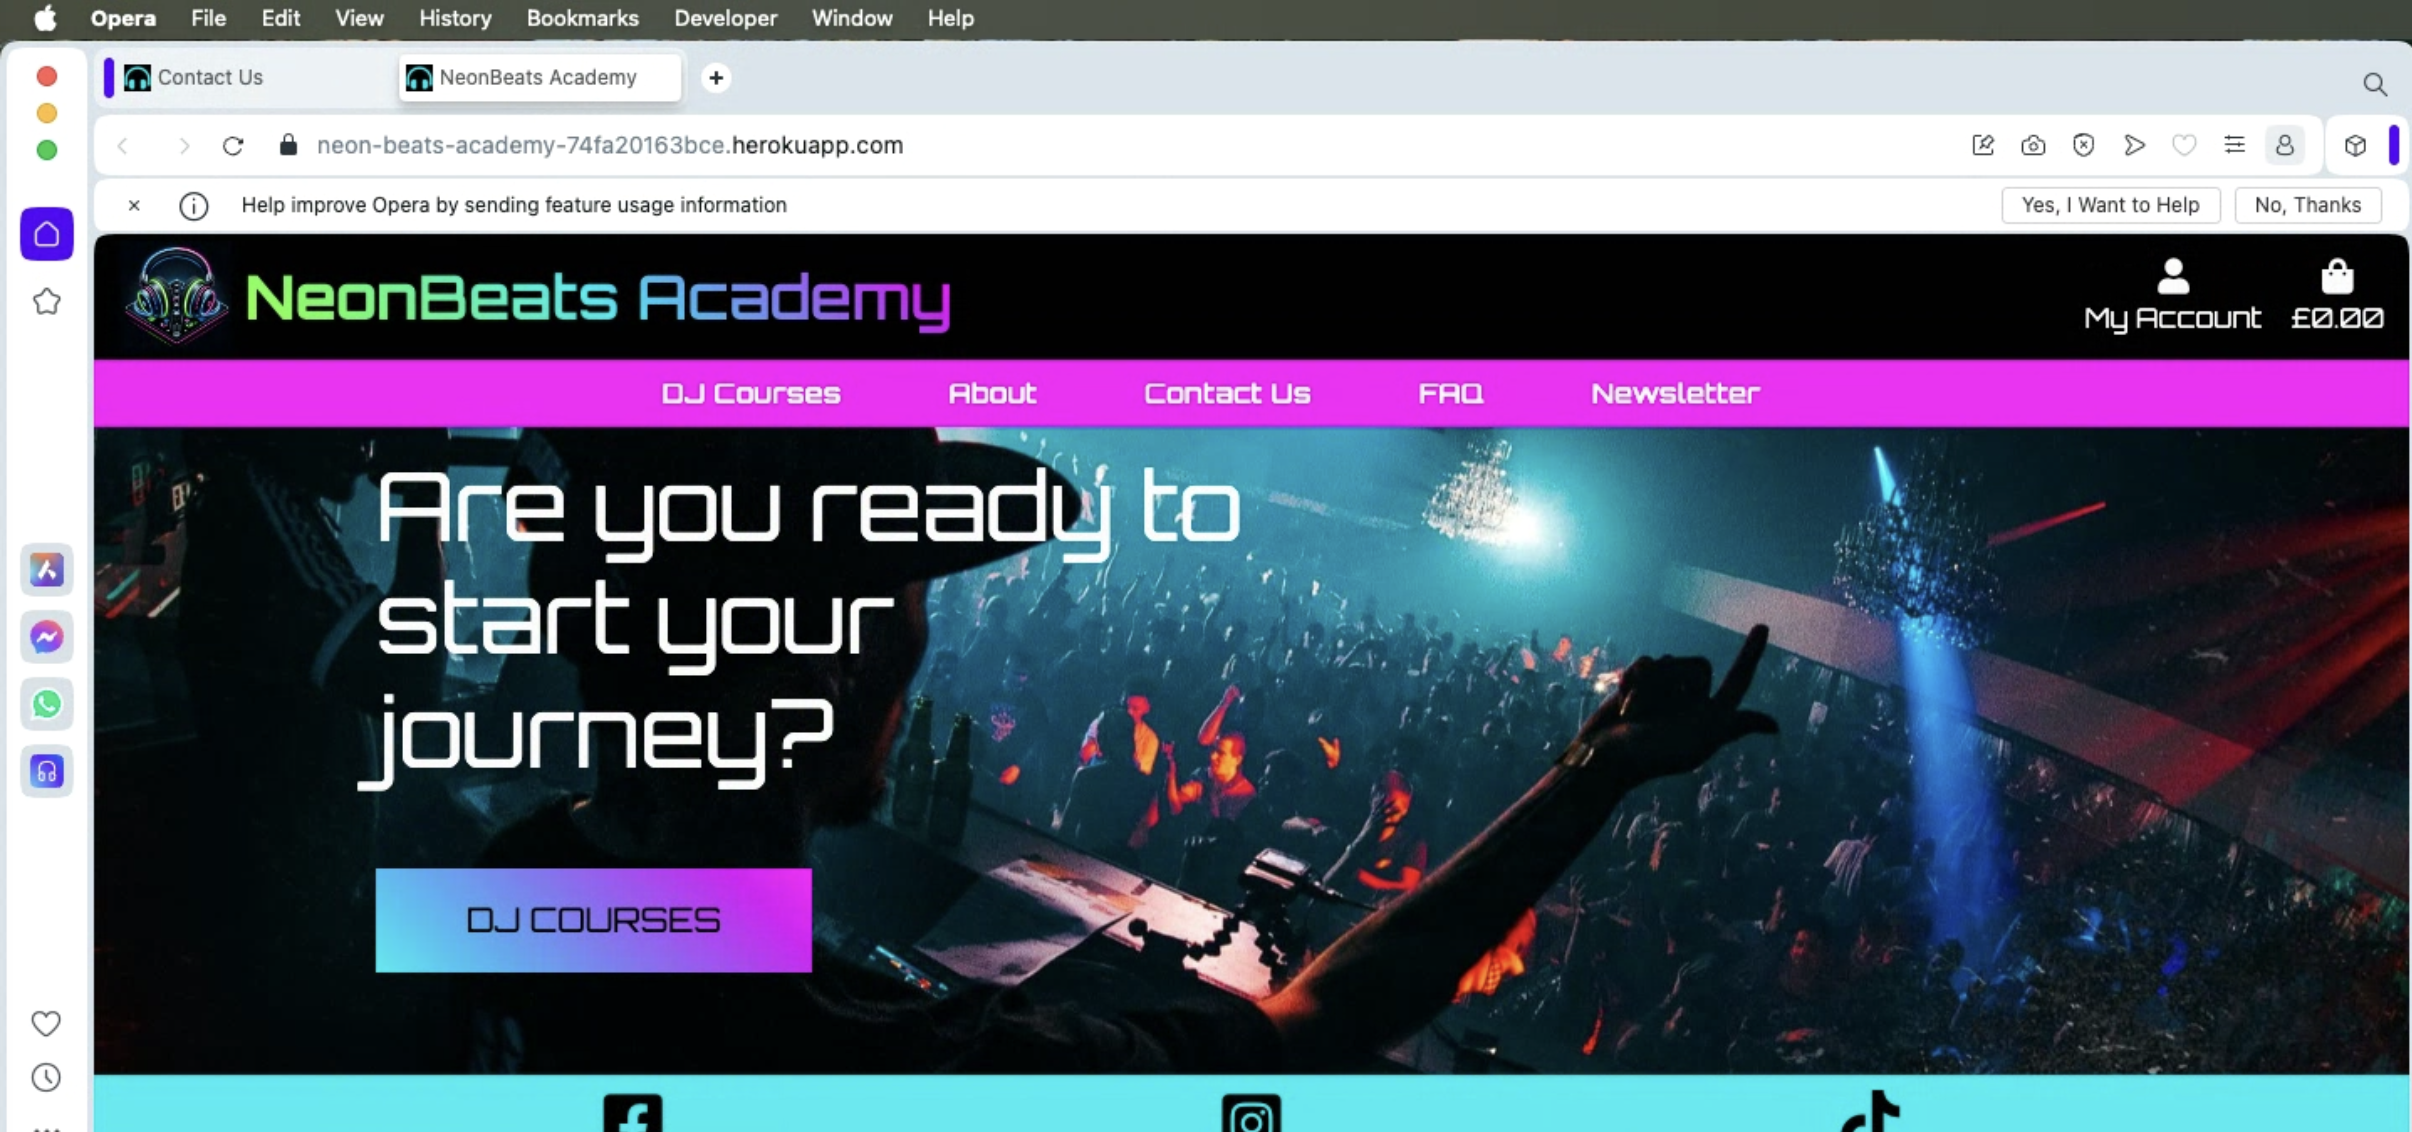 Opera File Edit View History Bookmarks Developer Window Help
Contact Us NeonBeats Academy
neon-beats-academy-74fa20163bce.herokuapp.com
Help improve Opera by sending feature usage information Yes, I Want to Help No, Thanks
NeonBeats Academy
My Account £0.00
DJ Courses About Contact Us FAQ Newsletter
Are you ready to
start your
journey?
DJ COURSES